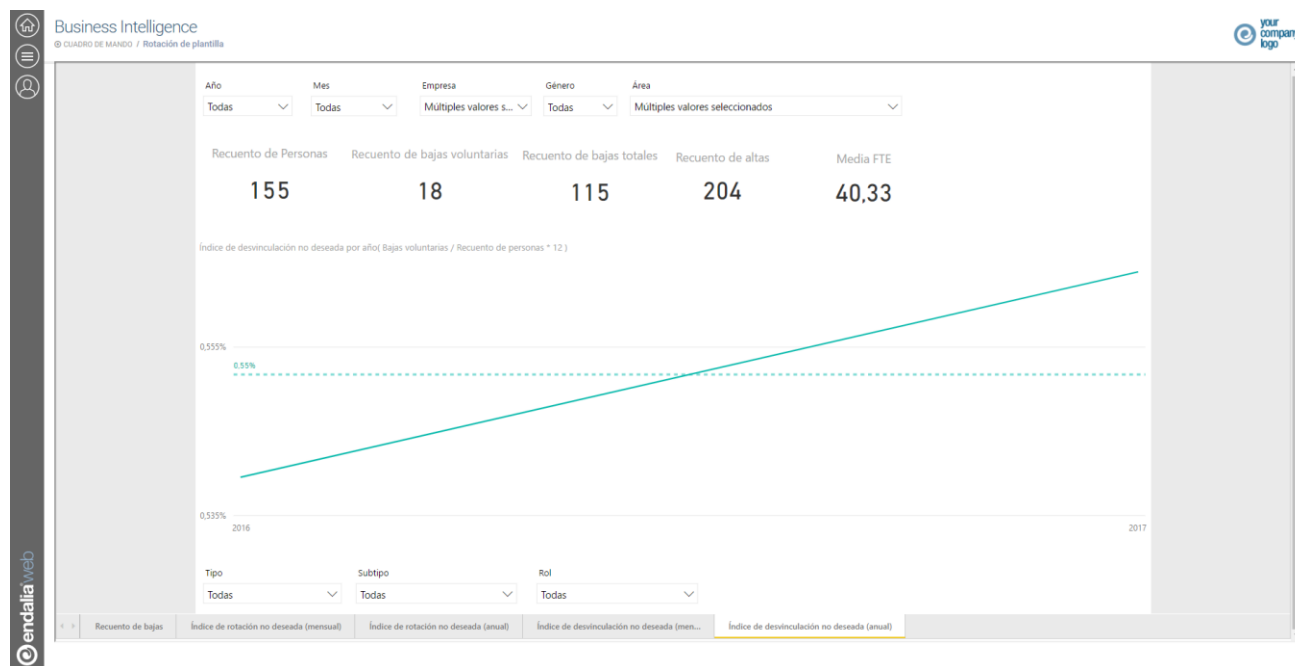 Business Intelligence
CUADRO DE MANDO / Rotación de plantilla
your
company
logo
Año Mes Empresa Género Área
Todas Todas Múltiples valores s... Todas Múltiples valores seleccionados
Recuento de Personas Recuento de bajas voluntarias Recuento de bajas totales Recuento de altas Media FTE
155 18 115 204 40,33
Índice de desvinculación no deseada por año( Bajas voluntarias / Recuento de personas * 12 )
0,555%
0,55%
0,535%
2016 2017
Tipo Subtipo Rol
Todas Todas Todas
Recuento de bajas Índice de rotación no deseada (mensual) Índice de rotación no deseada (anual) Índice de desvinculación no deseada (men... Índice de desvinculación no deseada (anual)
endalia web